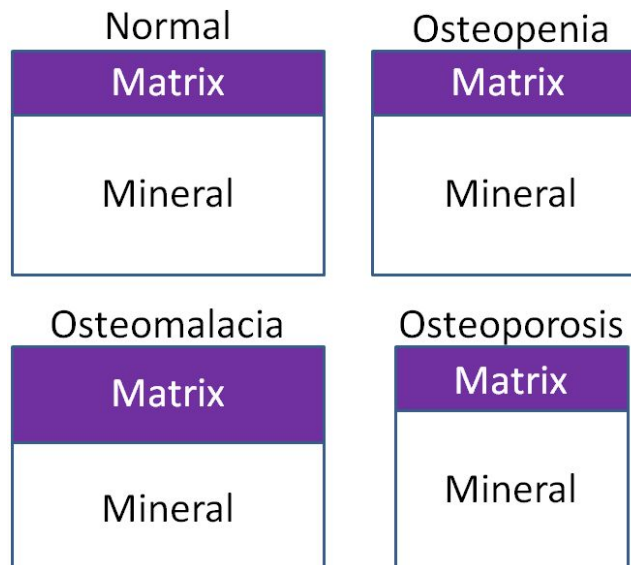 Normal
Matrix
Mineral
Osteopenia
Matrix
Mineral
Osteomalacia
Matrix
Mineral
Osteoporosis
Matrix
Mineral